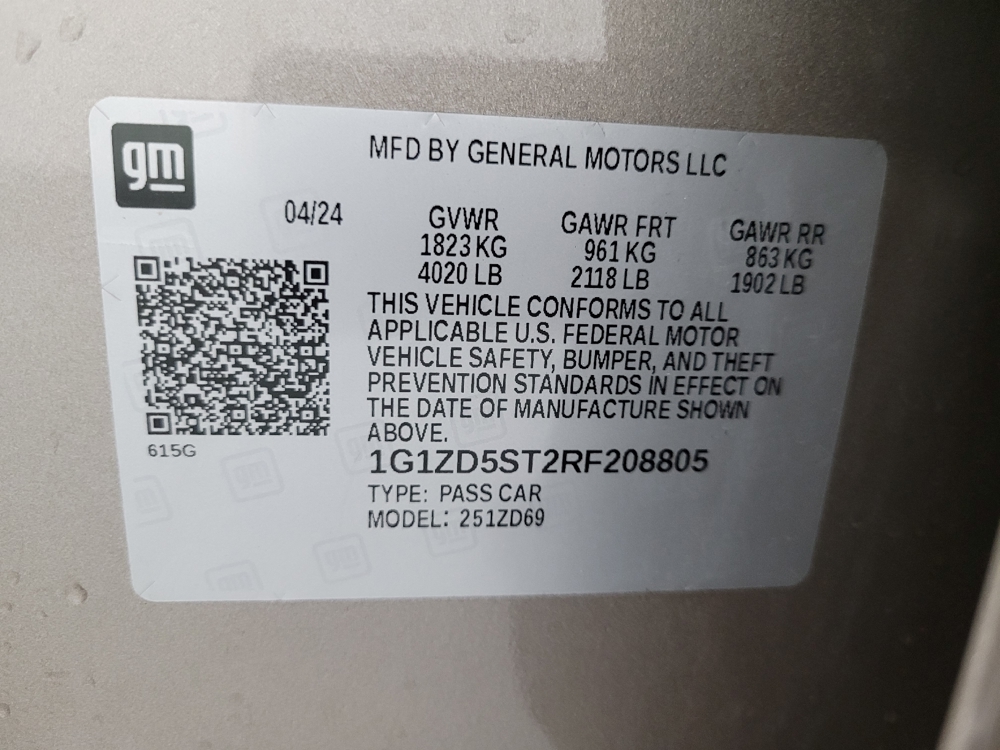 gm
MFD BY GENERAL MOTORS LLC
04/24 GVWR GAWR FRT GAWR RR
1823 KG 961 KG 863 KG
4020 LB 2118 LB 1902 LB
THIS VEHICLE CONFORMS TO ALL
APPLICABLE U.S. FEDERAL MOTOR
VEHICLE SAFETY, BUMPER, AND THEFT
PREVENTION STANDARDS IN EFFECT ON
THE DATE OF MANUFACTURE SHOWN
ABOVE.
615G
1G1ZD5ST2RF208805
TYPE: PASS CAR
MODEL: 251ZD69